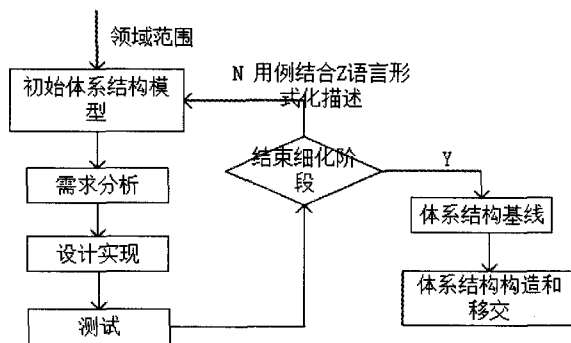 领域范围
初始体系结构模
型
N 用例结合Z语言形
式化描述
结束细化阶
段
Y
需求分析
体系结构基线
设计实现
体系结构构造和
移交
测试